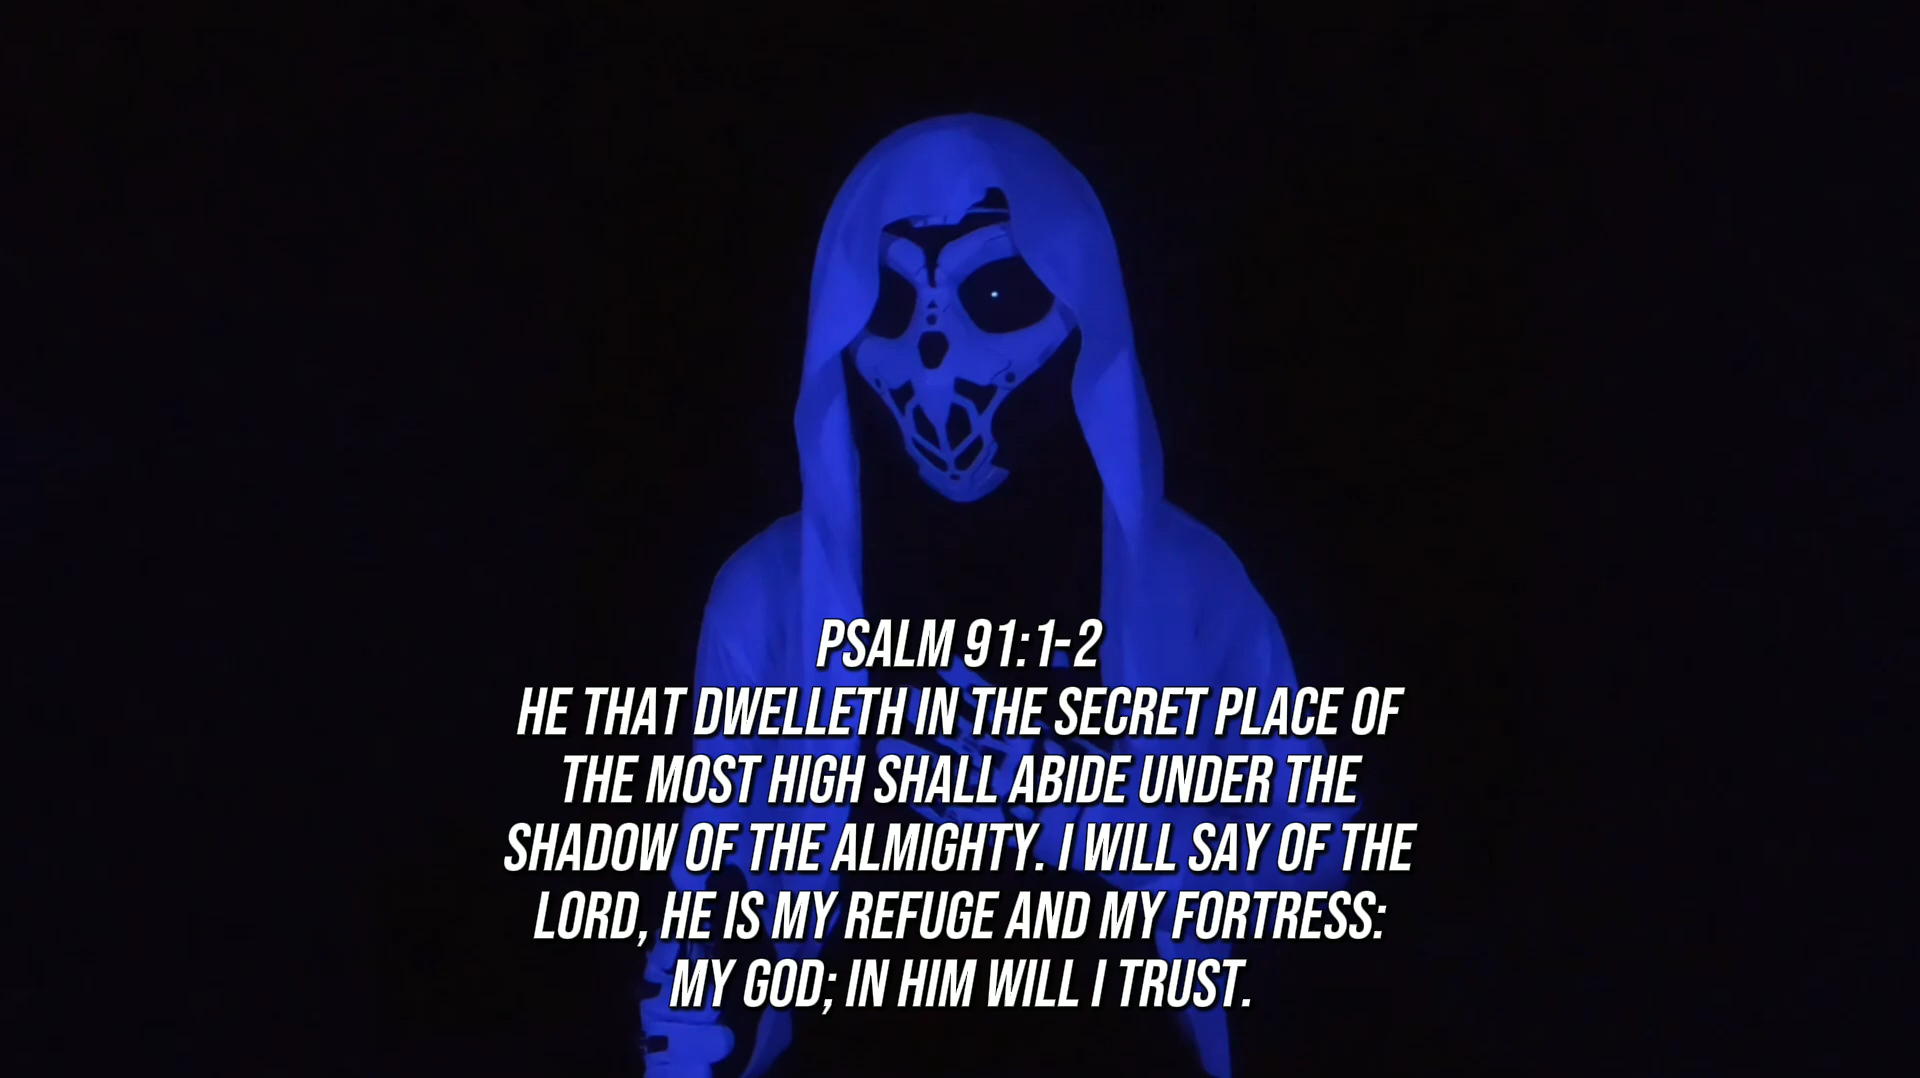 PSALM 91:1-2
HE THAT DWELLETH IN THE SECRET PLACE OF
THE MOST HIGH SHALL ABIDE UNDER THE
SHADOW OF THE ALMIGHTY. I WILL SAY OF THE
LORD, HE IS MY REFUGE AND MY FORTRESS:
MY GOD; IN HIM WILL I TRUST.